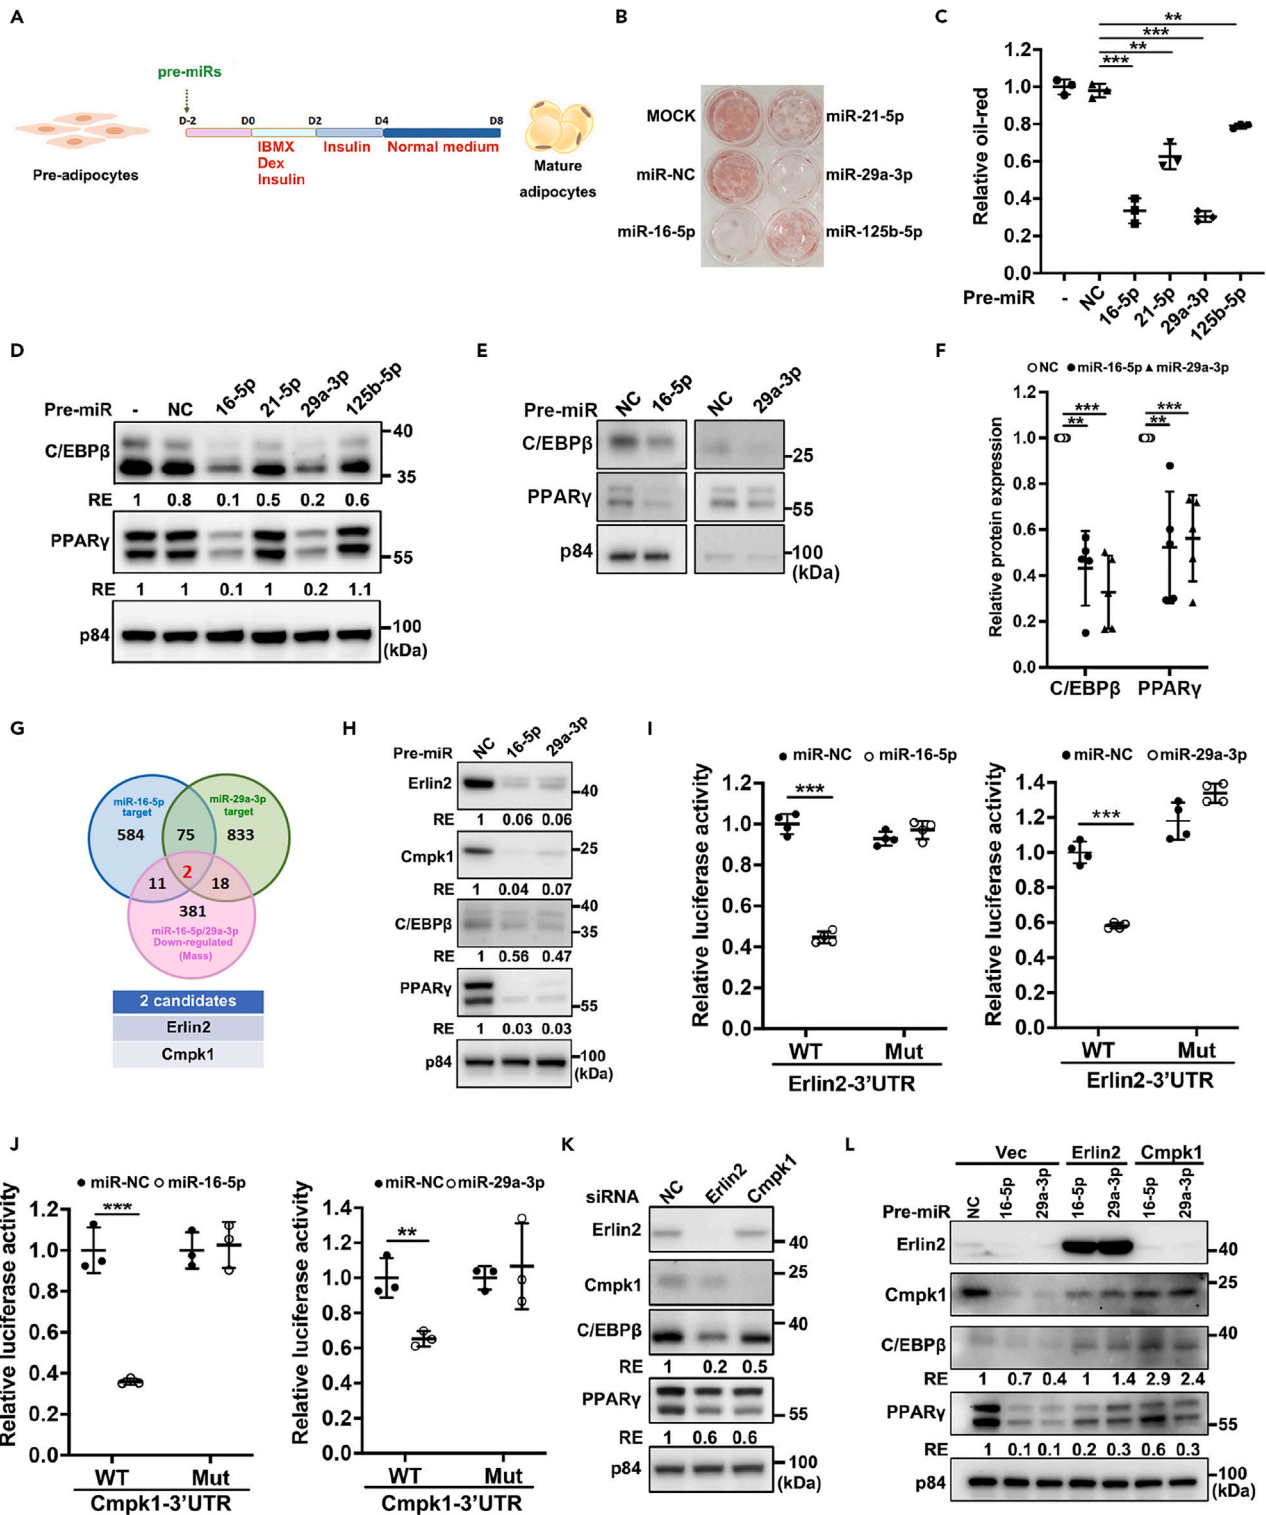 A
pre-miRs
D-2 D0 D2 D4 D8
IBMX Insulin Normal medium
Dex
Insulin
Pre-adipocytes
Mature
adipocytes
B
MOCK miR-21-5p
miR-NC miR-29a-3p
miR-16-5p miR-125b-5p
C
**
***
**
***
Relative oil-red
1.2
1.0
0.8
0.6
0.4
0.2
0.0
Pre-miR - NC 16-5p 21-5p 29a-3p 125b-5p
D
Pre-miR - NC 16-5p 21-5p 29a-3p 125b-5p
C/EBPβ 40
35
RE 1 0.8 0.1 0.5 0.2 0.6
PPARγ 55
RE 1 1 0.1 1 0.2 1.1
p84 100
(kDa)
E
Pre-miR NC 16-5p NC 29a-3p
C/EBPβ 25
PPARγ 55
p84 100
(kDa)
F
NC miR-16-5p miR-29a-3p
*** ***
** **
Relative protein expression
1.2
1.0
0.8
0.6
0.4
0.2
0.0
C/EBPβ PPARγ
G
miR-16-5p
target
miR-29a-3p
target
584 75 833
11 2 18
381
miR-16-5p/29a-3p
Down-regulated
(Mass)
2 candidates
Erlin2
Cmpk1
H
Pre-miR NC 16-5p 29a-3p
Erlin2 40
RE 1 0.06 0.06
Cmpk1 25
RE 1 0.04 0.07
C/EBPβ 40
35
RE 1 0.56 0.47
PPARγ 55
RE 1 0.03 0.03
p84 100
(kDa)
I
miR-NC miR-16-5p
***
Relative luciferase activity
1.2
1.0
0.8
0.6
0.4
0.2
0.0
WT Mut
Erlin2-3'UTR
miR-NC miR-29a-3p
***
Relative luciferase activity
1.4
1.2
1.0
0.8
0.6
0.4
0.2
0.0
WT Mut
Erlin2-3'UTR
J
miR-NC miR-16-5p
***
Relative luciferase activity
1.2
1.0
0.8
0.6
0.4
0.2
0.0
WT Mut
Cmpk1-3'UTR
miR-NC miR-29a-3p
**
Relative luciferase activity
1.4
1.2
1.0
0.8
0.6
0.4
0.2
0.0
WT Mut
Cmpk1-3'UTR
K
siRNA NC Erlin2 Cmpk1
Erlin2 40
Cmpk1 25
C/EBPβ 40
RE 1 0.2 0.5
PPARγ 55
RE 1 0.6 0.6
p84 100
(kDa)
L
Vec Erlin2 Cmpk1
Pre-miR NC 16-5p 29a-3p 16-5p 29a-3p 16-5p 29a-3p
Erlin2 40
Cmpk1 25
C/EBPβ 40
RE 1 0.7 0.4 1 1.4 2.9 2.4
PPARγ 55
RE 1 0.1 0.1 0.2 0.3 0.6 0.3
p84 100
(kDa)